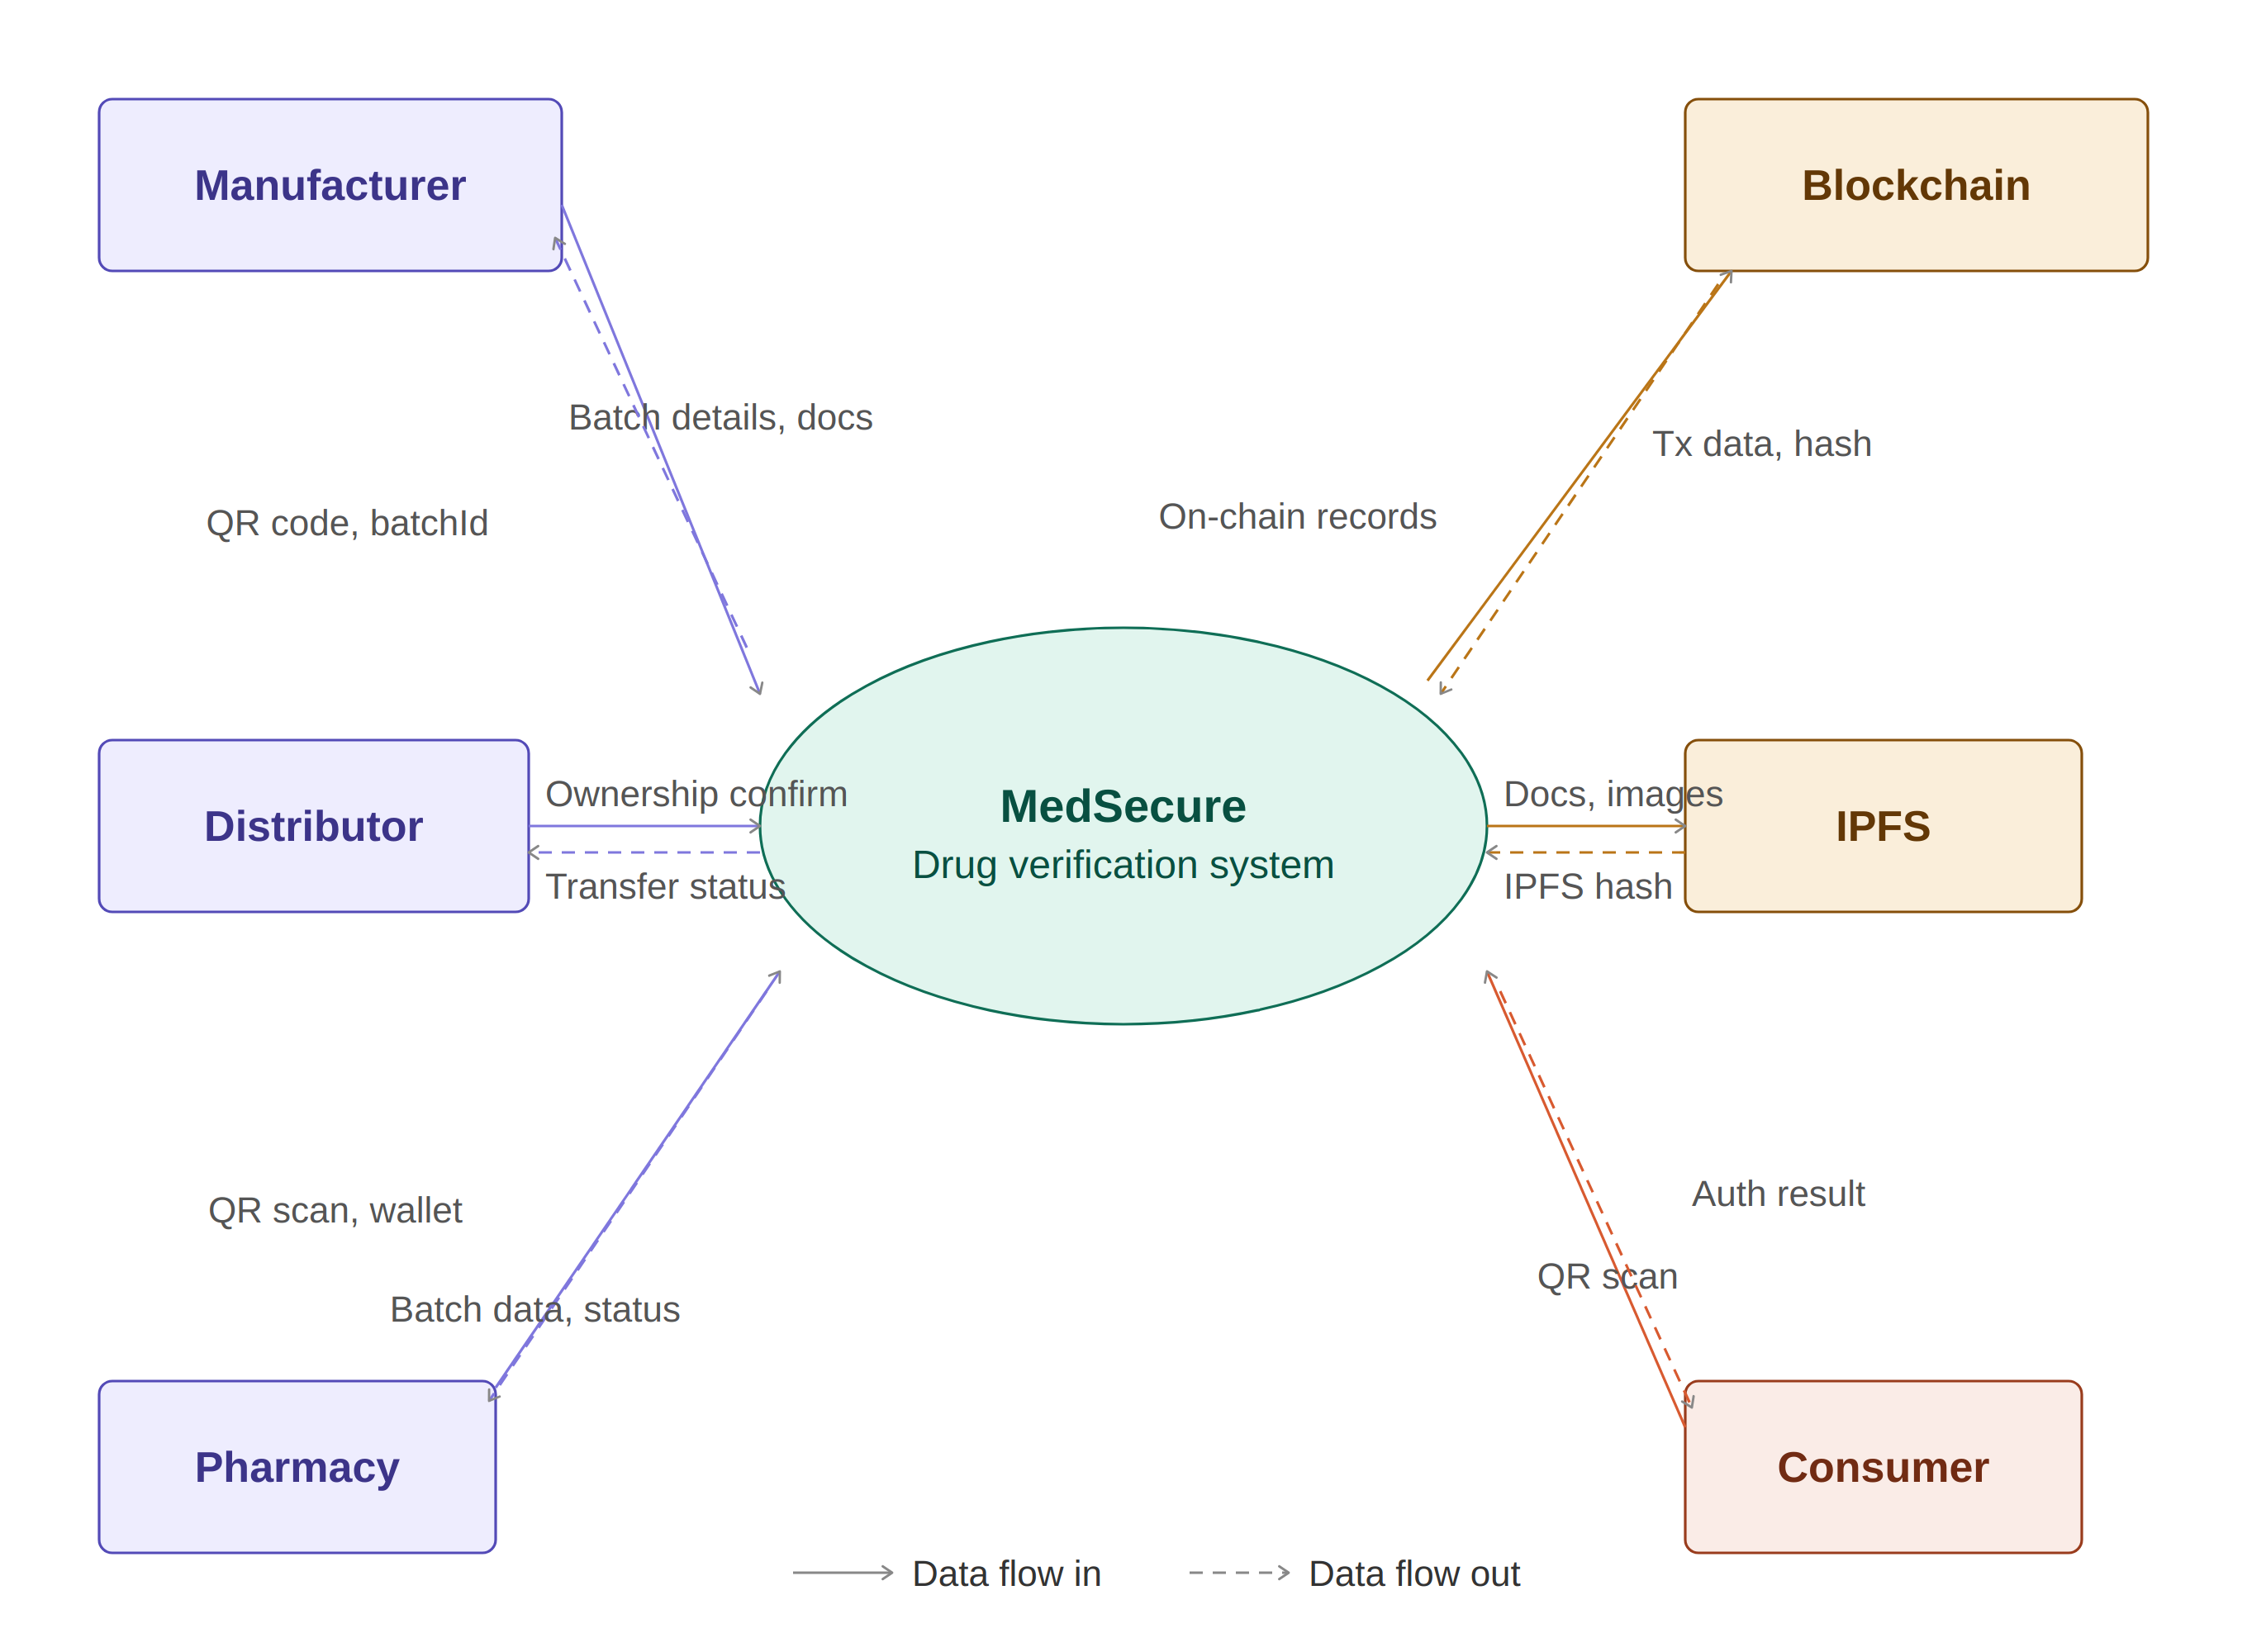 Manufacturer
Blockchain
Batch details, docs
Tx data, hash
QR code, batchId
On-chain records
Distributor
Ownership confirm
Transfer status
MedSecure
Drug verification system
Docs, images
IPFS hash
IPFS
QR scan, wallet
Auth result
Batch data, status
QR scan
Pharmacy
Consumer
Data flow in
Data flow out